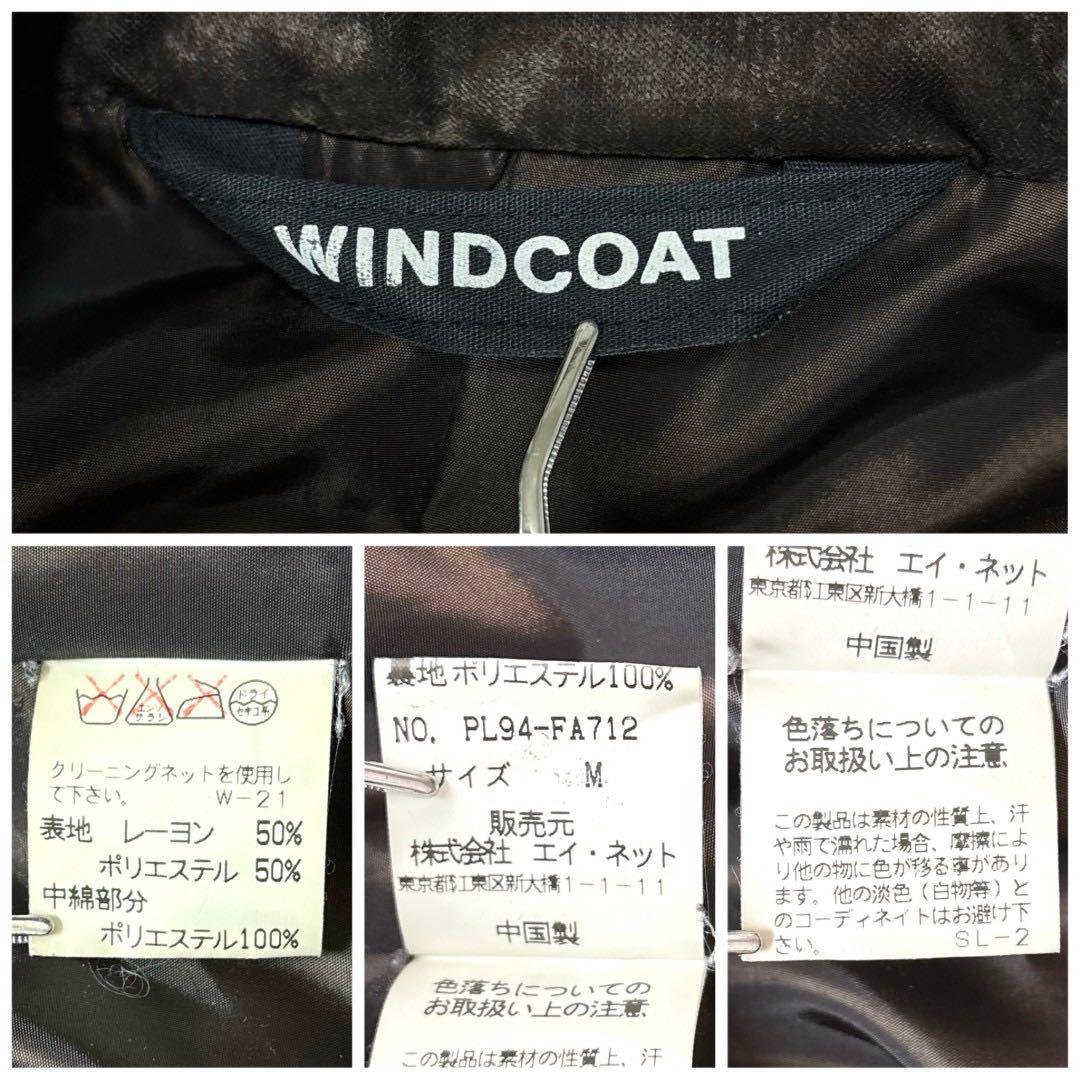 WINDCOAT
エンソ
サラシ
ドライ
セキユ系
クリーニングネットを使用し
て下さい。 W-21
表地 レーヨン 50%
ポリエステル 50%
中綿部分
ポリエステル100%
裏地 ポリエステル100%
NO. PL94-FA712
サイズ M
販売元
株式会社 エイ・ネット
東京都江東区新大橋1-1-11
中国製
色落ちについての
お取扱い上の注意
この製品は素材の性質上、汗
株式会社 エイ・ネット
東京都江東区新大橋1-1-11
中国製
色落ちについての
お取扱い上の注意
この製品は素材の性質上、汗
や雨で濡れた場合、摩擦によ
り他の物に色が移る事があり
ます。他の淡色(白物等)と
のコーディネイトはお避け下
さい。 SL-2